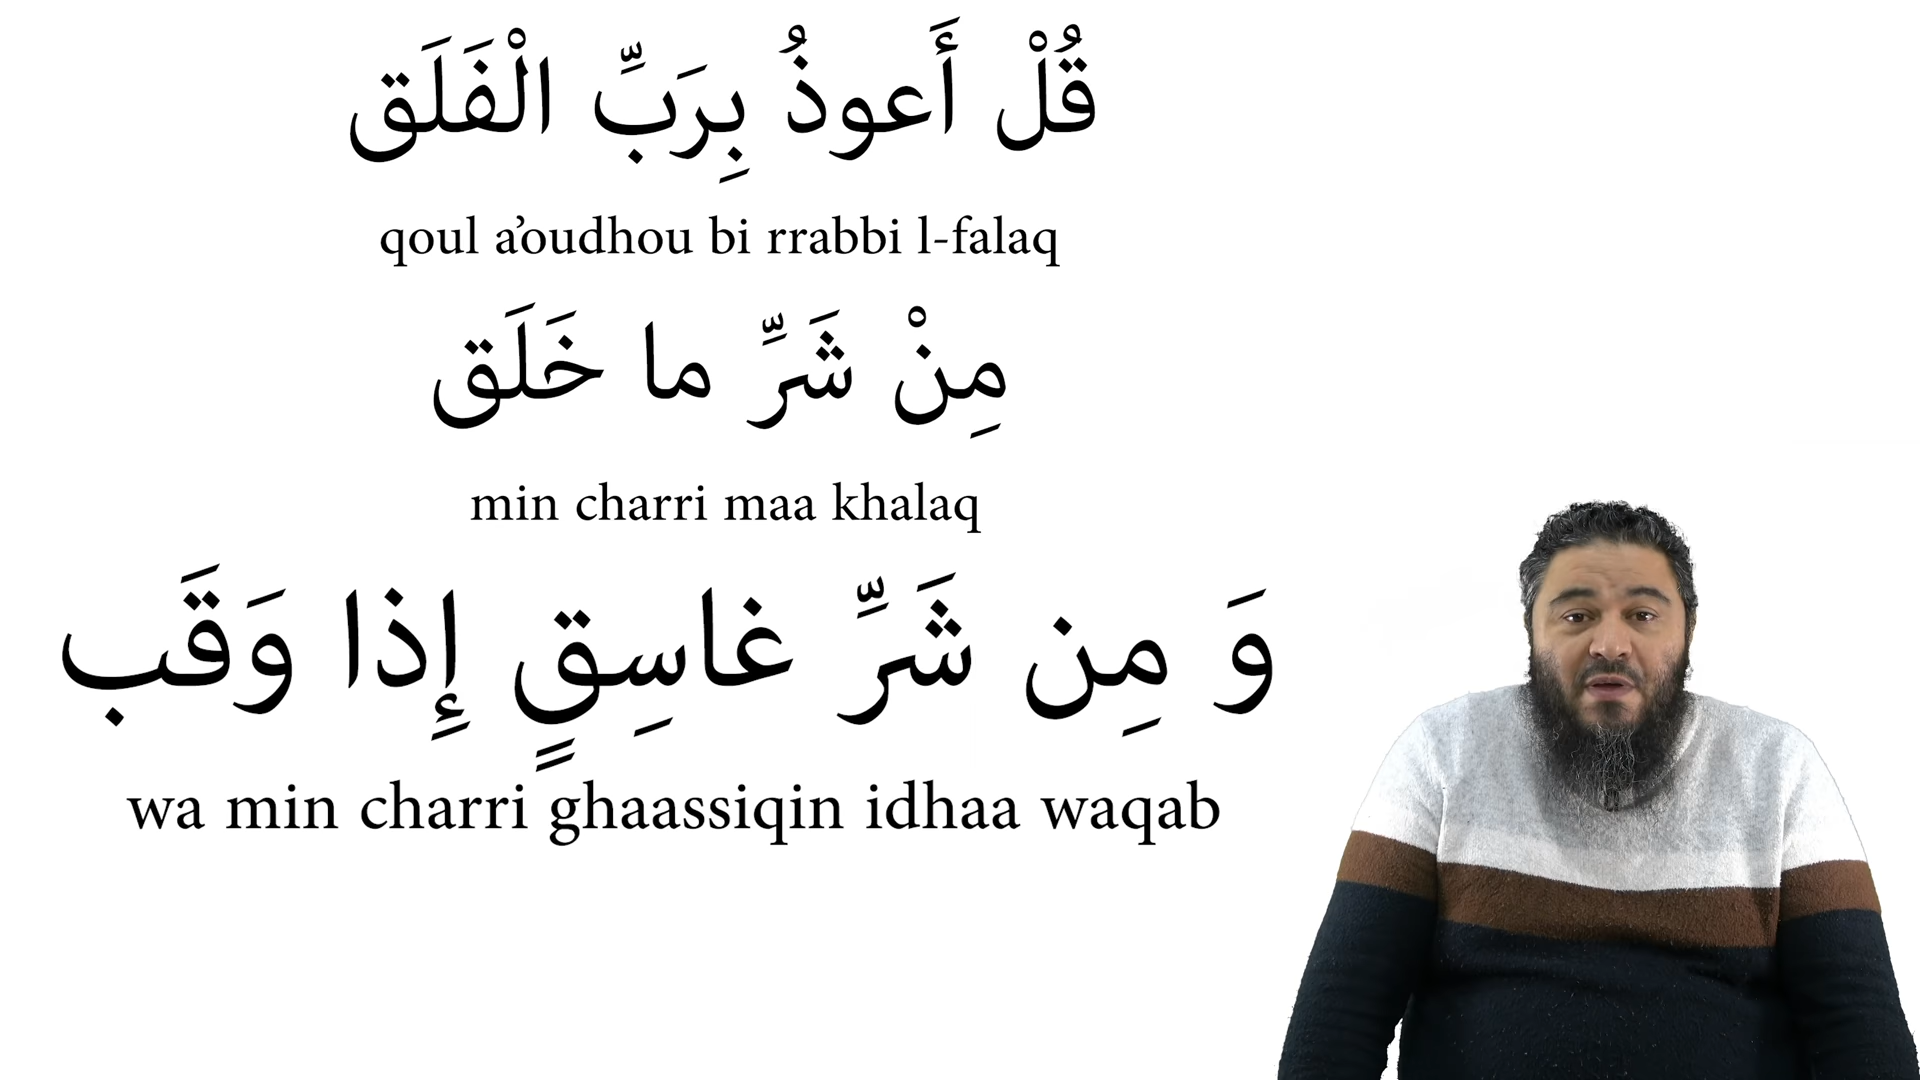 قُلْ أَعوذُ بِرَبِّ الْفَلَق
qoul a’oudhou bi rrabbi l-falaq
مِنْ شَرِّ ما خَلَق
min charri maa khalaq
وَ مِن شَرِّ غاسِقٍ إِذا وَقَب
wa min charri ghaassiqin idhaa waqab